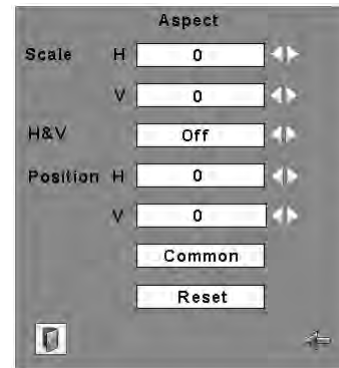 Aspect
Scale H 0
V 0
H&V Off
Position H 0
V 0
Common
Reset